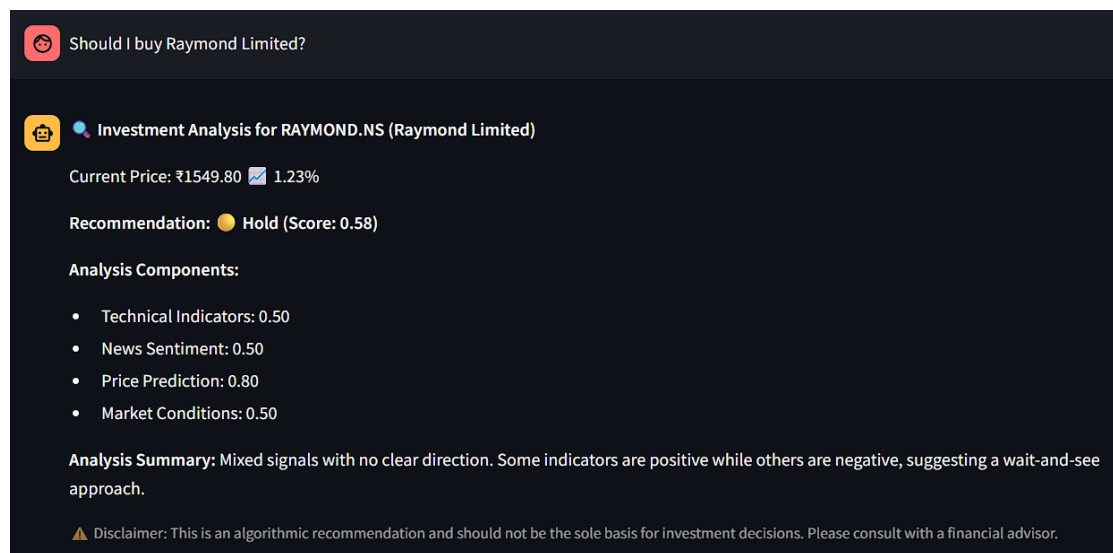 Should I buy Raymond Limited?
🔍 Investment Analysis for RAYMOND.NS (Raymond Limited)
Current Price: ₹1549.80 📈 1.23%
Recommendation: 🟡 Hold (Score: 0.58)
Analysis Components:
• Technical Indicators: 0.50
• News Sentiment: 0.50
• Price Prediction: 0.80
• Market Conditions: 0.50
Analysis Summary: Mixed signals with no clear direction. Some indicators are positive while others are negative, suggesting a wait-and-see
approach.
⚠️ Disclaimer: This is an algorithmic recommendation and should not be the sole basis for investment decisions. Please consult with a financial advisor.